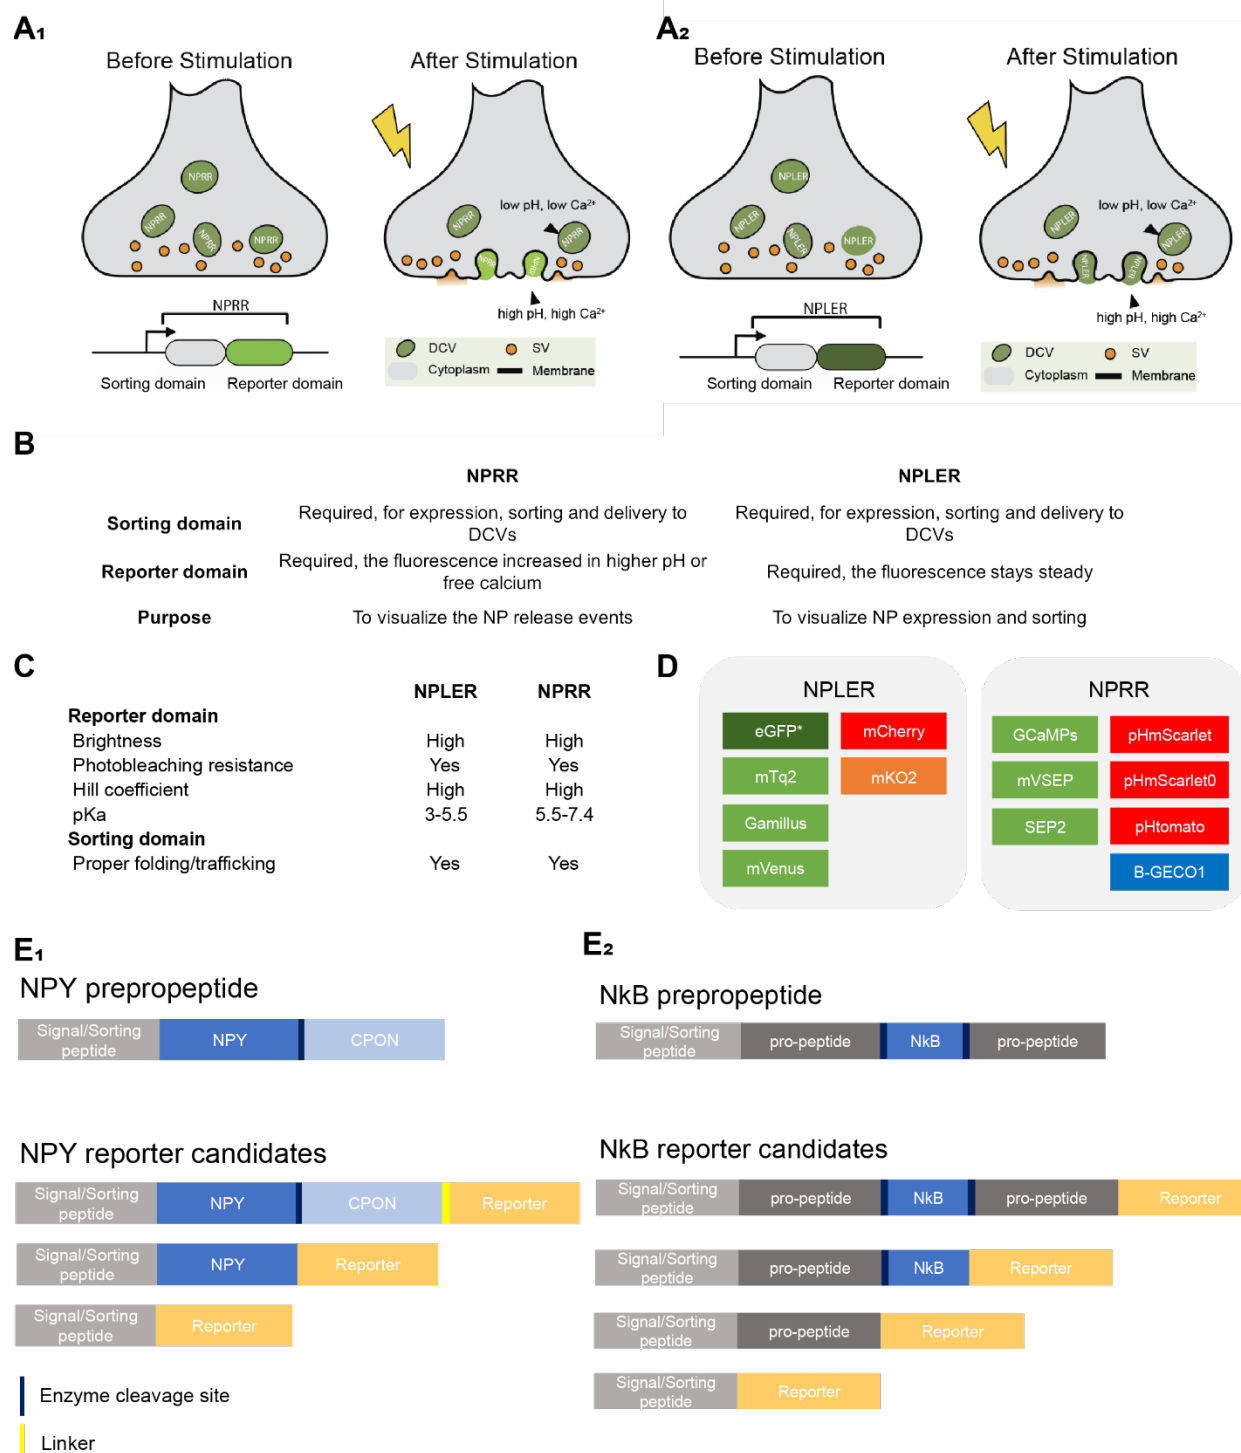 A₁
Before Stimulation
After Stimulation
NPRR
NPRR
NPRR
NPRR
low pH, low Ca²⁺
NPRR
NPRR
NPRR
NPRR
high pH, high Ca²⁺
NPRR
Sorting domain
Reporter domain
DCV
SV
Cytoplasm
Membrane
A₂
Before Stimulation
After Stimulation
NPLER
NPLER
NPLER
NPLER
low pH, low Ca²⁺
NPLER
NPLER
NPLER
NPLER
high pH, high Ca²⁺
NPLER
Sorting domain
Reporter domain
DCV
SV
Cytoplasm
Membrane
B
NPRR NPLER
Sorting domain
Required, for expression, sorting and delivery to
DCVs
Required, for expression, sorting and delivery to
DCVs
Reporter domain
Required, the fluorescence increased in higher pH or
free calcium
Required, the fluorescence stays steady
Purpose To visualize the NP release events To visualize NP expression and sorting
C
NPLER NPRR
Reporter domain
Brightness High High
Photobleaching resistance Yes Yes
Hill coefficient High High
pKa 3-5.5 5.5-7.4
Sorting domain
Proper folding/trafficking Yes Yes
D
NPLER
eGFP* mCherry
mTq2 mKO2
Gamillus
mVenus
NPRR
GCaMPs pHmScarlet
mVSEP pHmScarlet0
SEP2 pHtomato
B-GECO1
E₁
NPY prepropeptide
Signal/Sorting
peptide
NPY
CPON
NPY reporter candidates
Signal/Sorting
peptide
NPY
CPON
Reporter
Signal/Sorting
peptide
NPY
Reporter
Signal/Sorting
peptide
Reporter
Enzyme cleavage site
Linker
E₂
NkB prepropeptide
Signal/Sorting
peptide
pro-peptide
NkB
pro-peptide
NkB reporter candidates
Signal/Sorting
peptide
pro-peptide
NkB
pro-peptide
Reporter
Signal/Sorting
peptide
pro-peptide
NkB
Reporter
Signal/Sorting
peptide
pro-peptide
Reporter
Signal/Sorting
peptide
Reporter